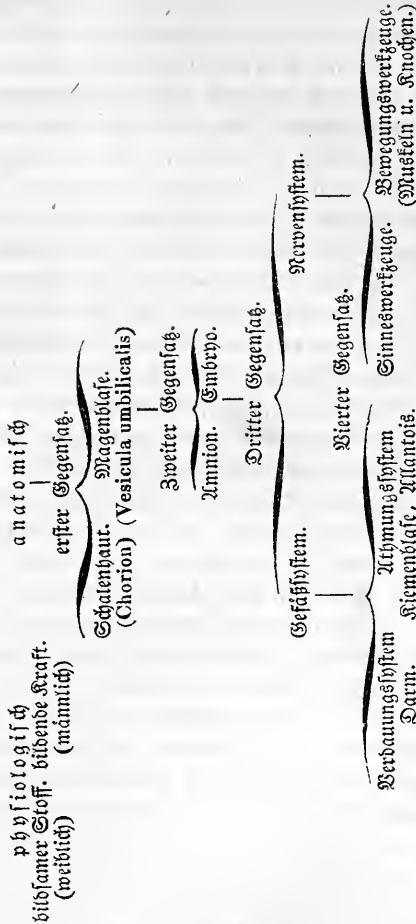 physiologisch
bildsamer Stoff. bildende Kraft.
(weiblich) (männlich)
anatomisch
erster Gegensatz.
Schalenhaut. Magenblase.
(Chorion) (Vesicula umbilicalis)
Zweiter Gegensatz.
Amnion. Embryo.
Dritter Gegensatz.
Gefäßsystem. Nervensystem.
Vierter Gegensatz.
Verdauungssystem Athmungssystem Sinneswerkzeuge. Bewegungswerkzeuge.
Darm. Kiemenblase, Allantois. (Muskeln u. Knochen.)